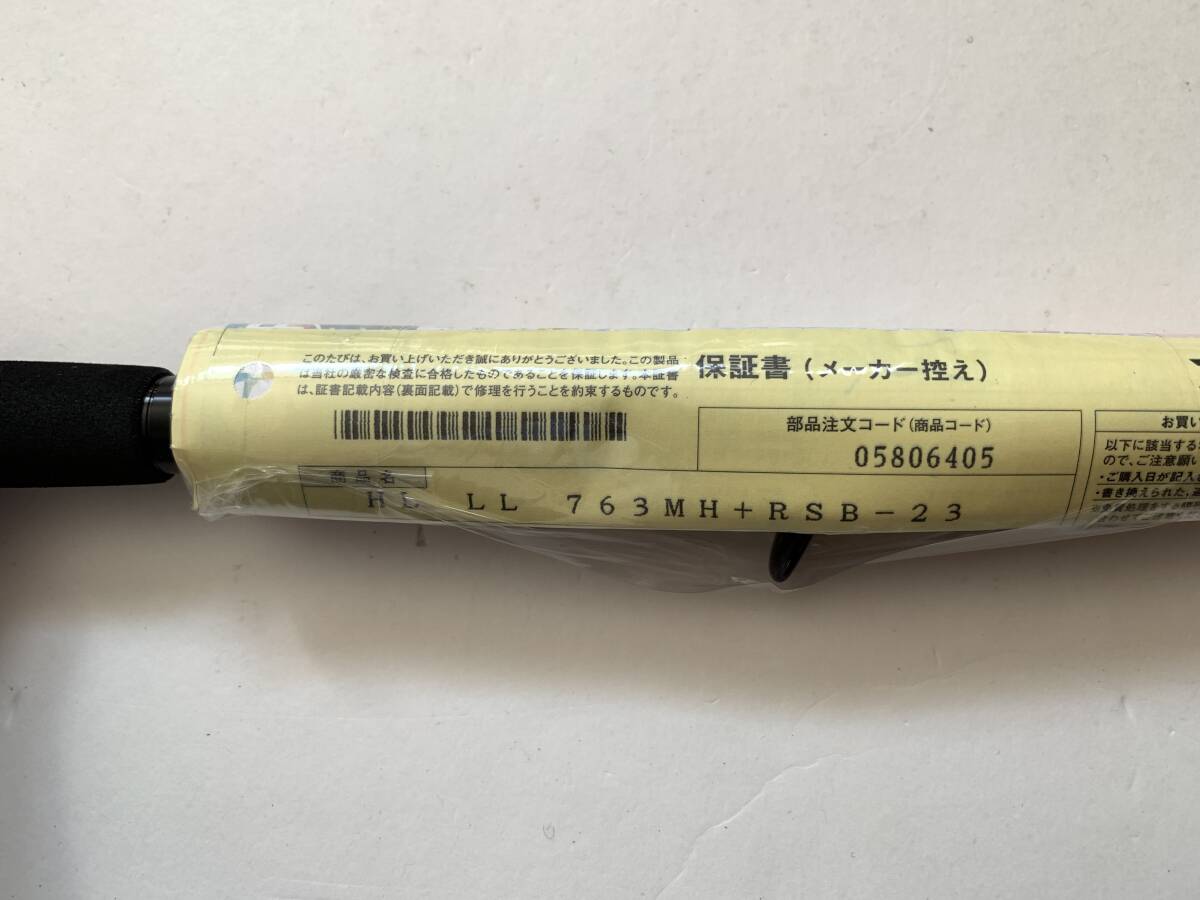 このたびは、お買い上げいただき誠にありがとうございました。この製品
は当社の厳密な検査に合格したものであることを保証します。本証書
は、証書記載内容(裏面記載)で修理を行うことを約束するものです。
保証書(メーカー控え)
部品注文コード(商品コード)
05806405
商品名
HL LL 763MH+RSB-23
お買い
以下に該当する
ので、ご注意願い
・ご購入日が記入
・書き換えられた、